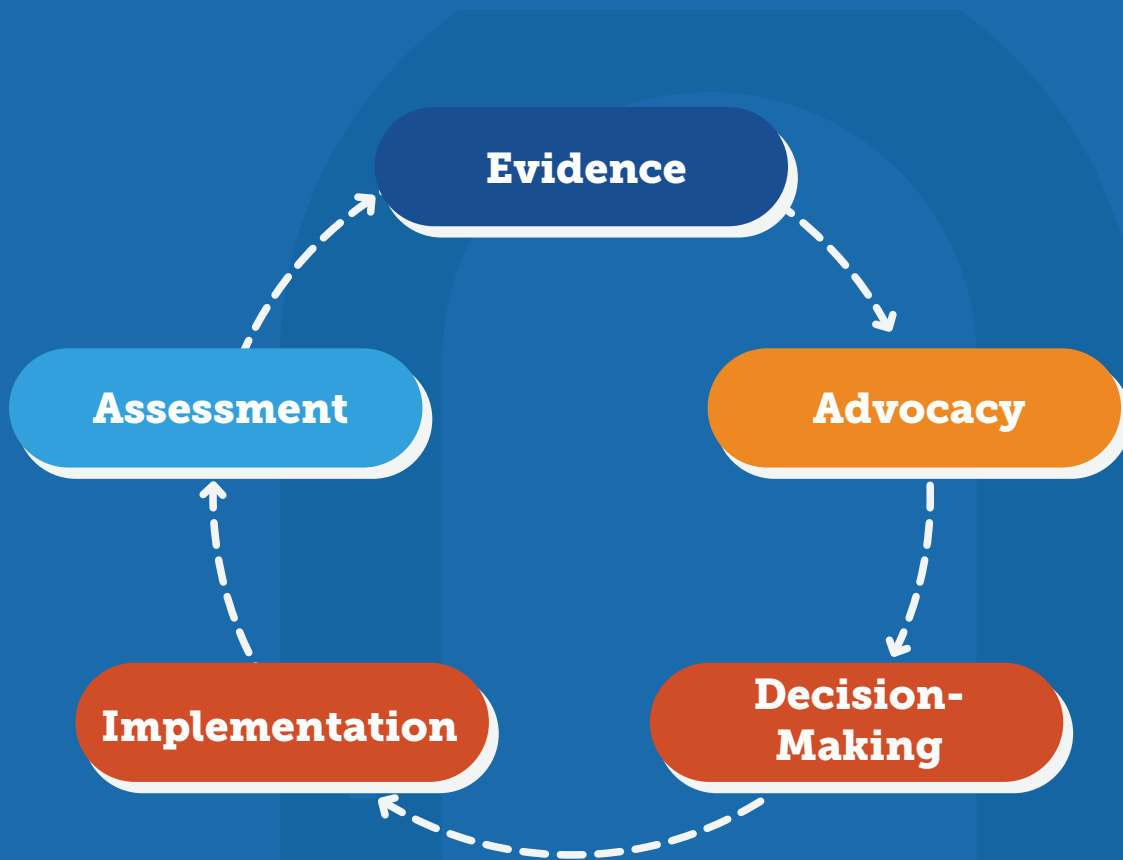 Evidence
Assessment
Advocacy
Implementation
Decision-
Making